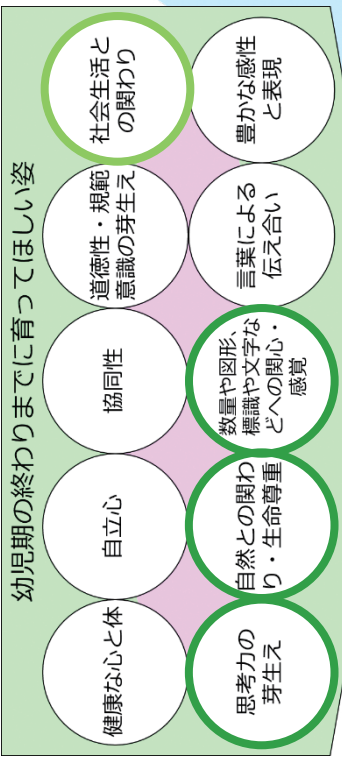 幼児期の終わりまでに育ってほしい姿
健康な心と体
自立心
協同性
道徳性・規範
意識の芽生え
社会生活と
の関わり
思考力の
芽生え
自然との関わ
り・生命尊重
数量や図形、
標識や文字な
どへの関心・
感覚
言葉による
伝え合い
豊かな感性
と表現